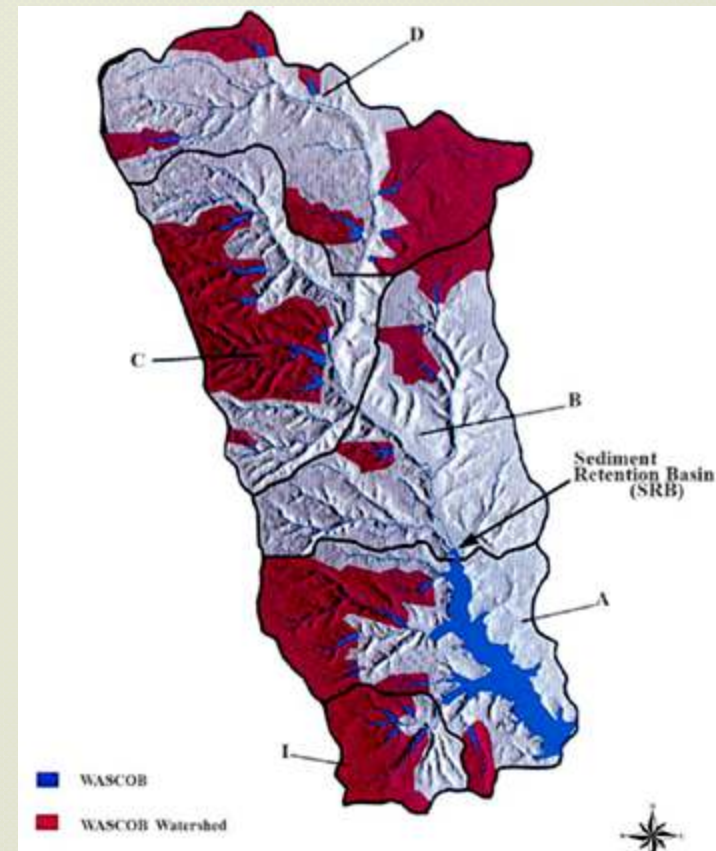 D
C
B
Sediment
Retention Basin
(SRB)
A
I
WASCOB
WASCOB Watershed